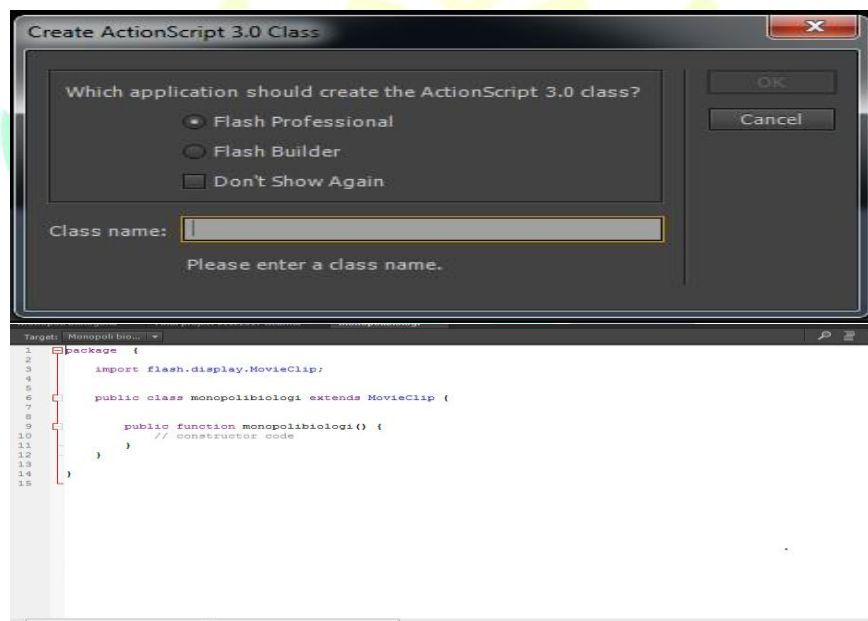 Create ActionScript 3.0 Class
Which application should create the ActionScript 3.0 class?
Flash Professional
Flash Builder
Don't Show Again
OK
Cancel
Class name:
Please enter a class name.
Target: Monopoli bio...
1 package {
2
3 import flash.display.MovieClip;
4
5
6 public class monopolibiologi extends MovieClip {
7
8
9 public function monopolibiologi() {
10 // constructor code
11 }
12 }
13
14 }
15